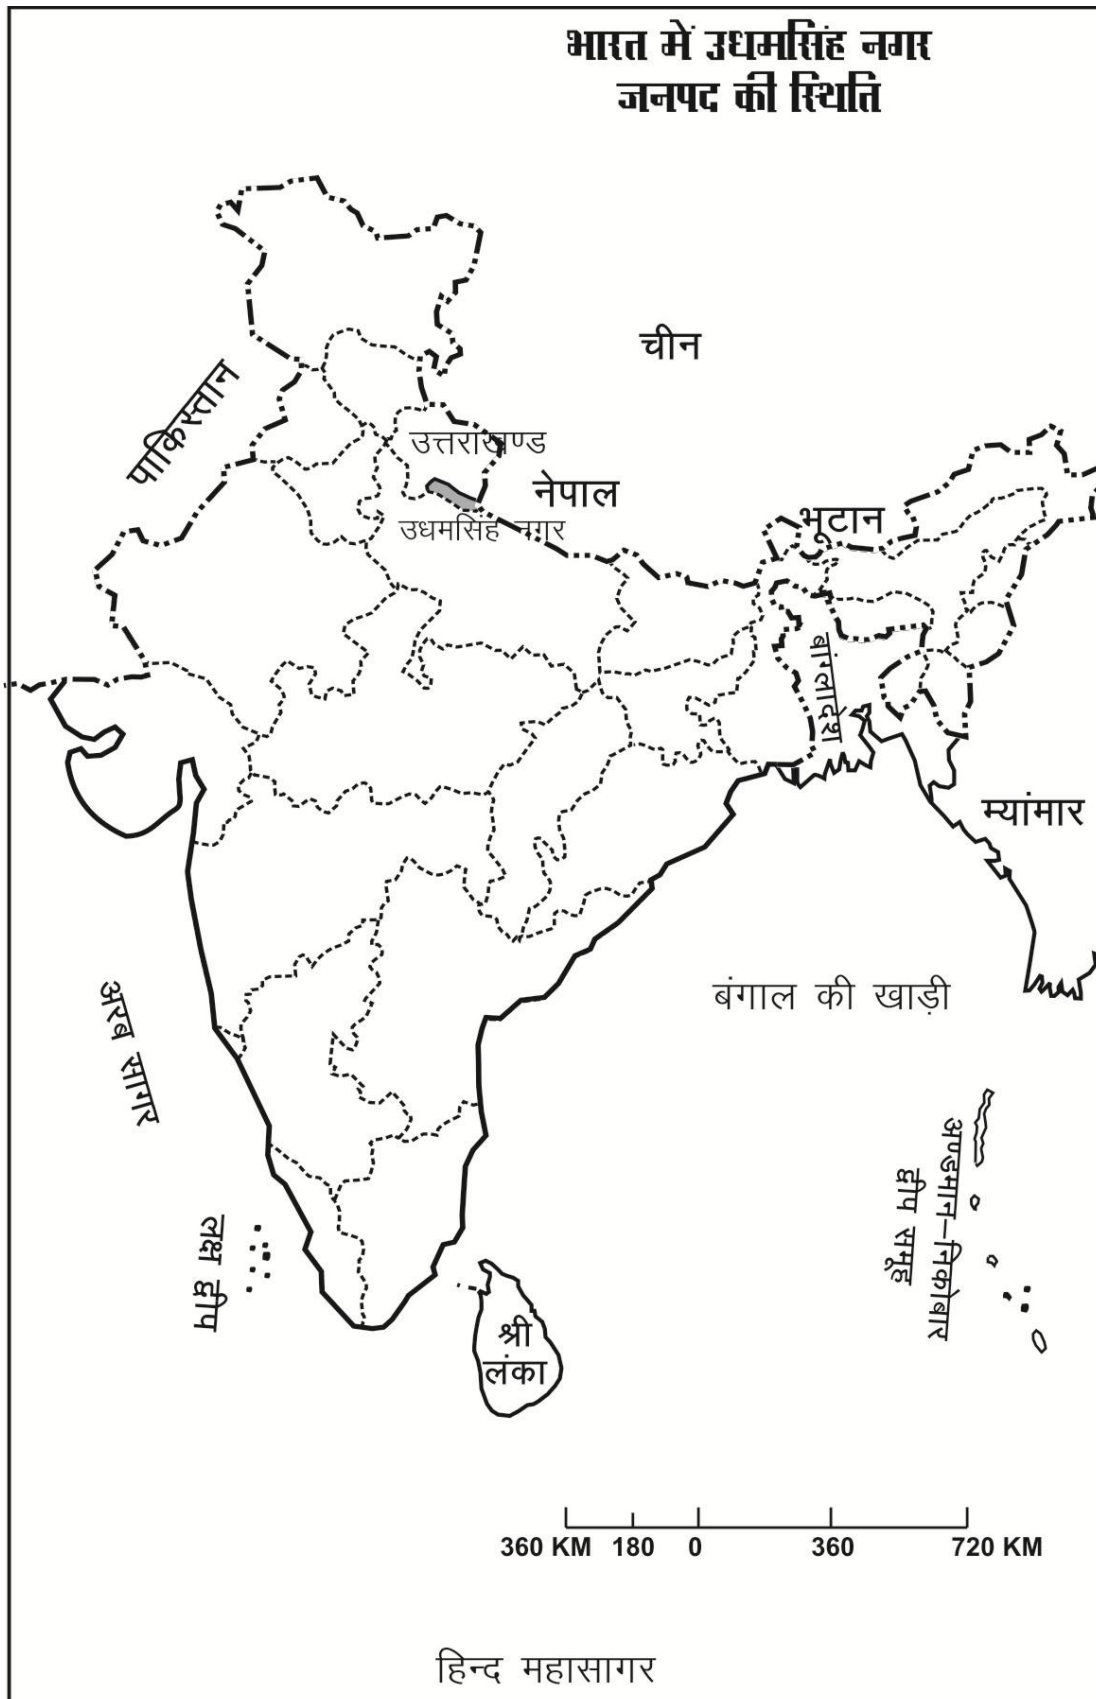 भारत में उधमसिंह नगर
जनपद की स्थिति
चीन
पाकिस्तान
उत्तराखण्ड
नेपाल
भूटान
उधमसिंह नगर
बांग्लादेश
म्यांमार
बंगाल की खाड़ी
अरब सागर
अण्डमान–निकोबार
द्वीप समूह
लक्ष द्वीप
श्री
लंका
360 KM 180 0 360 720 KM
हिन्द महासागर